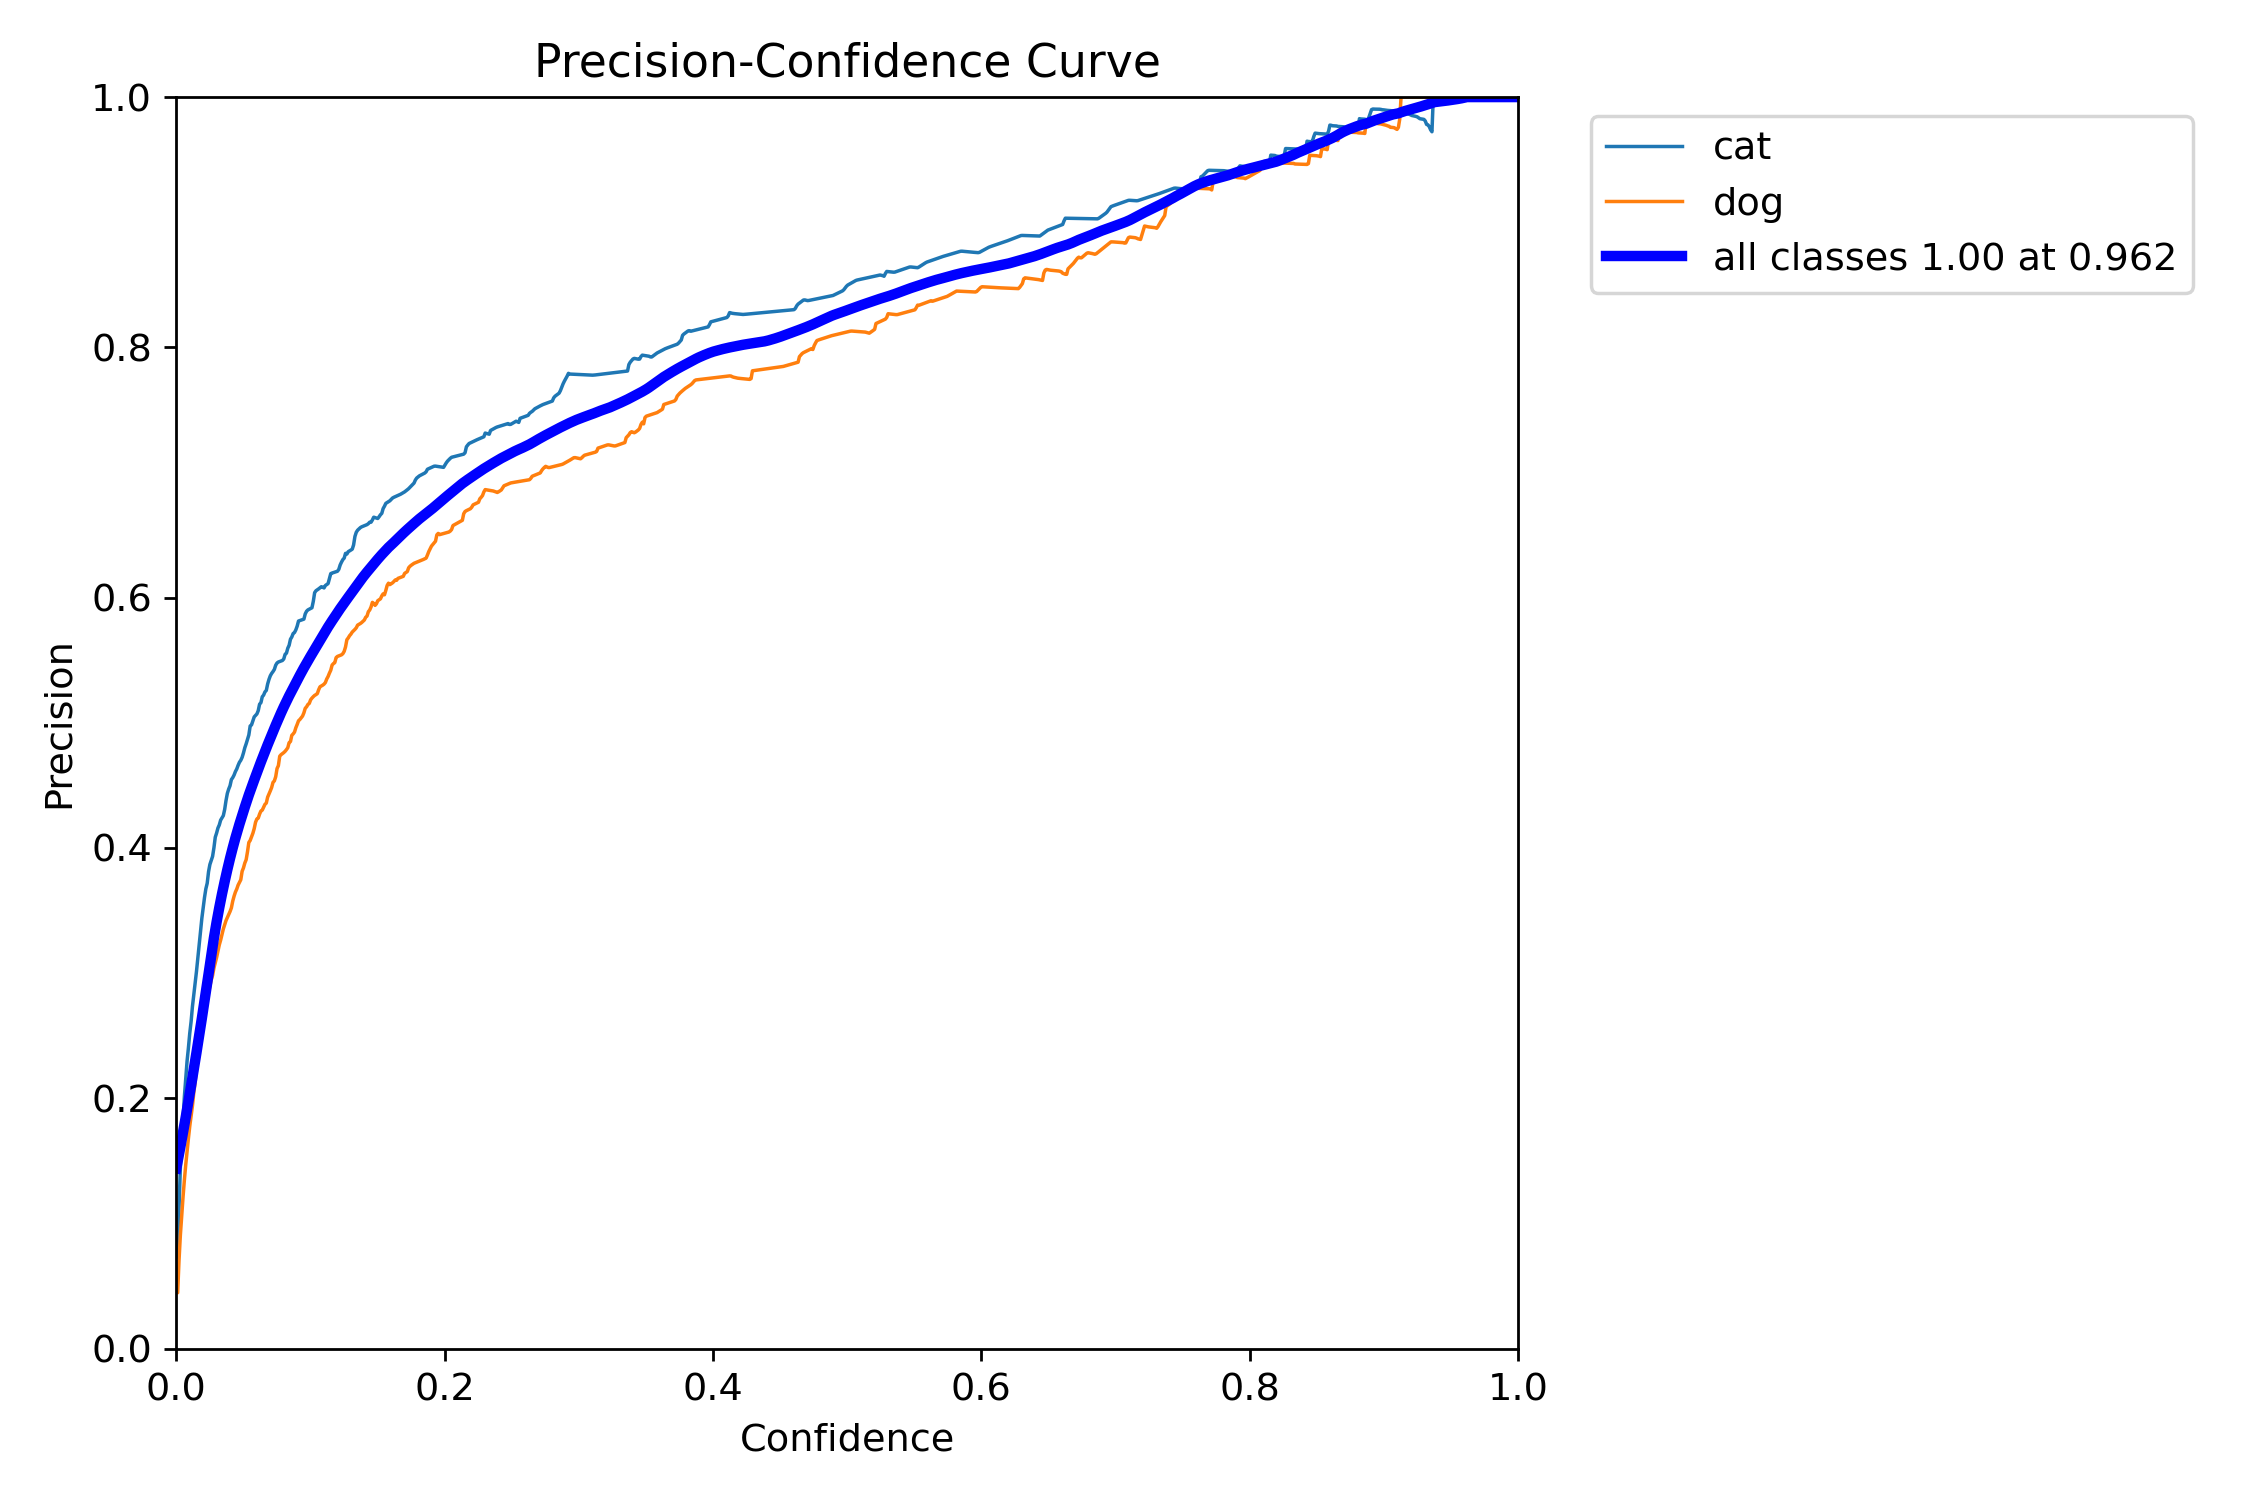 Precision-Confidence Curve
1.0
0.8
0.6
0.4
0.2
0.0
Precision
0.0 0.2 0.4 0.6 0.8 1.0
Confidence
cat
dog
all classes 1.00 at 0.962